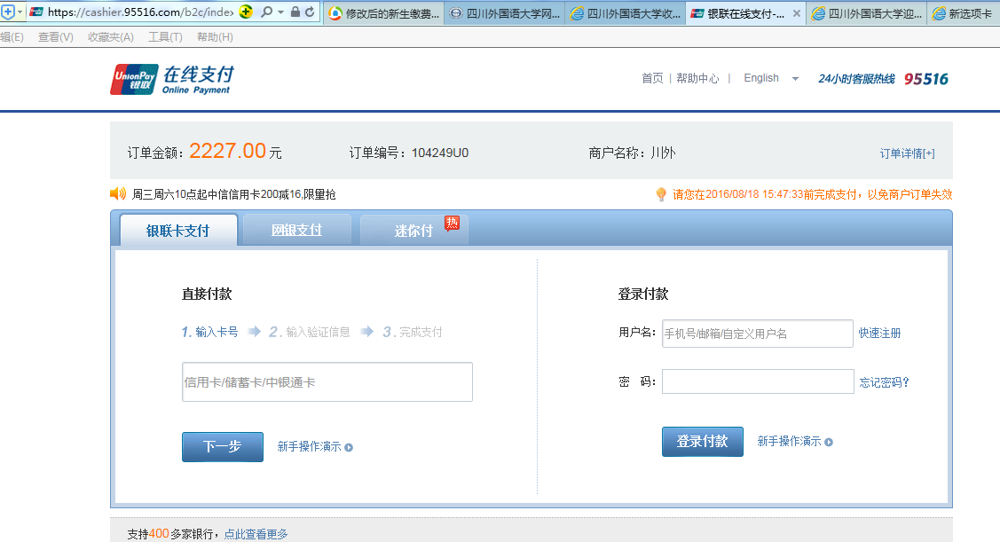 https://cashier.95516.com/b2c/index 修改后的新生缴费... 四川外国语大学网... 四川外国语大学收... 银联在线支付-... 四川外国语大学迎... 新选项卡
辑(E) 查看(V) 收藏夹(A) 工具(T) 帮助(H)
UnionPay 银联 在线支付 Online Payment
首页 | 帮助中心 | English 24小时客服热线 95516
订单金额：2227.00元 订单编号：104249U0 商户名称：川外 订单详情[+]
周三周六10点起中信信用卡200减16,限量抢 请您在2016/08/18 15:47:33前完成支付，以免商户订单失效
银联卡支付 网银支付 迷你付 热
直接付款
1. 输入卡号 2. 输入验证信息 3. 完成支付
信用卡/储蓄卡/中银通卡
下一步 新手操作演示
登录付款
用户名： 手机号/邮箱/自定义用户名 快速注册
密 码： 忘记密码?
登录付款 新手操作演示
支持400多家银行，点此查看更多